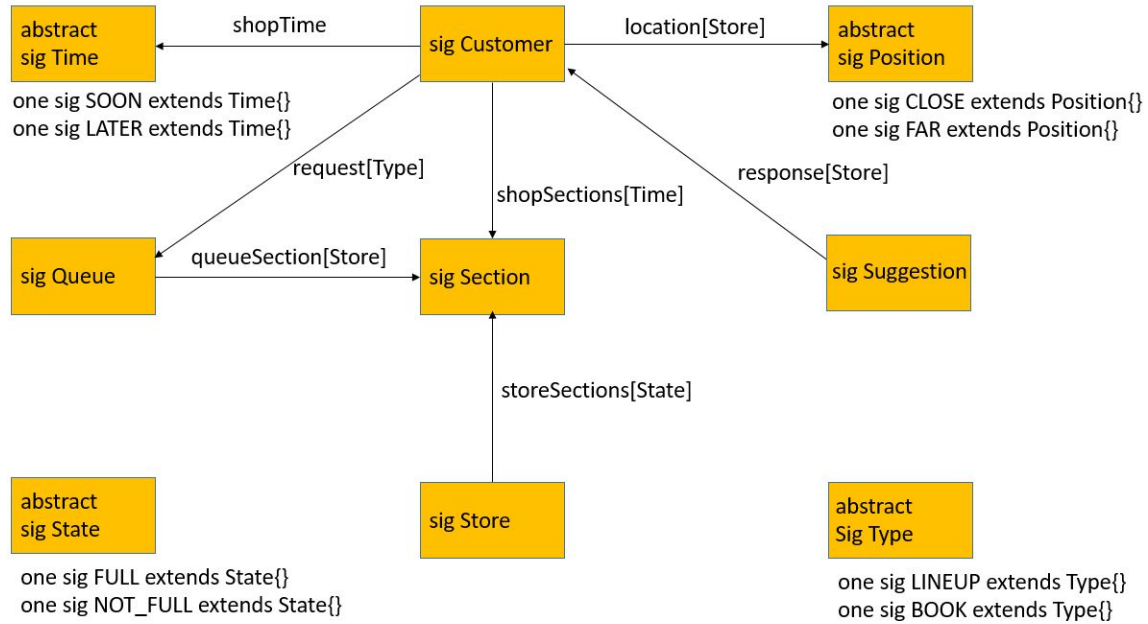 abstract
sig Time
shopTime
sig Customer
location[Store]
abstract
sig Position
one sig SOON extends Time{}
one sig LATER extends Time{}
one sig CLOSE extends Position{}
one sig FAR extends Position{}
request[Type]
shopSections[Time]
response[Store]
sig Queue
queueSection[Store]
sig Section
sig Suggestion
storeSections[State]
abstract
sig State
sig Store
abstract
Sig Type
one sig FULL extends State{}
one sig NOT_FULL extends State{}
one sig LINEUP extends Type{}
one sig BOOK extends Type{}